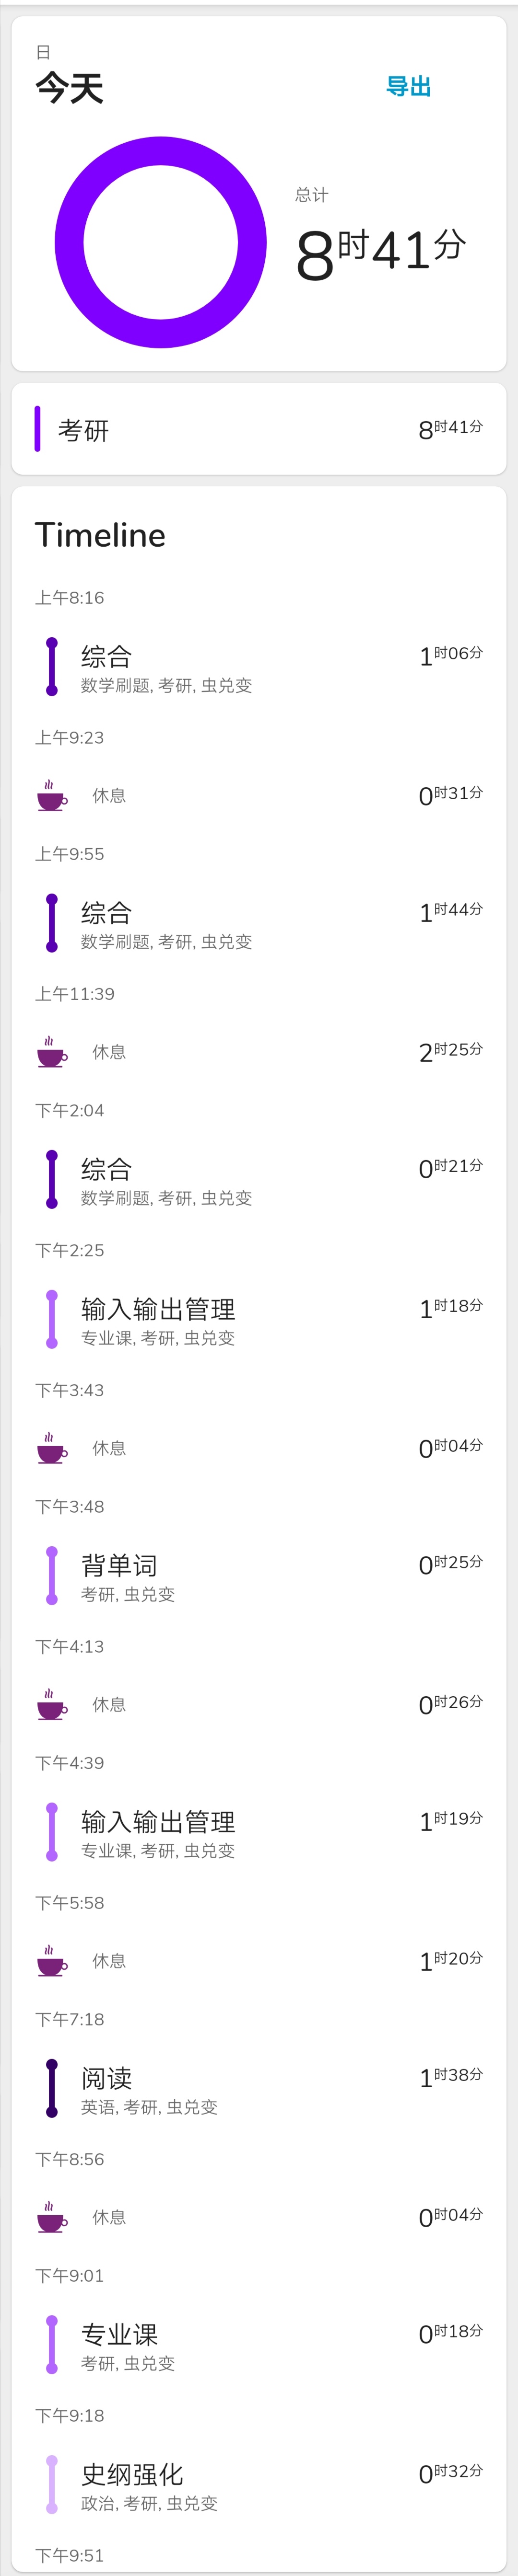 日
今天
导出
总计
8时41分
考研 8时41分
Timeline
上午8:16
综合 1时06分
数学刷题, 考研, 虫兑变
上午9:23
休息 0时31分
上午9:55
综合 1时44分
数学刷题, 考研, 虫兑变
上午11:39
休息 2时25分
下午2:04
综合 0时21分
数学刷题, 考研, 虫兑变
下午2:25
输入输出管理 1时18分
专业课, 考研, 虫兑变
下午3:43
休息 0时04分
下午3:48
背单词 0时25分
考研, 虫兑变
下午4:13
休息 0时26分
下午4:39
输入输出管理 1时19分
专业课, 考研, 虫兑变
下午5:58
休息 1时20分
下午7:18
阅读 1时38分
英语, 考研, 虫兑变
下午8:56
休息 0时04分
下午9:01
专业课 0时18分
考研, 虫兑变
下午9:18
史纲强化 0时32分
政治, 考研, 虫兑变
下午9:51